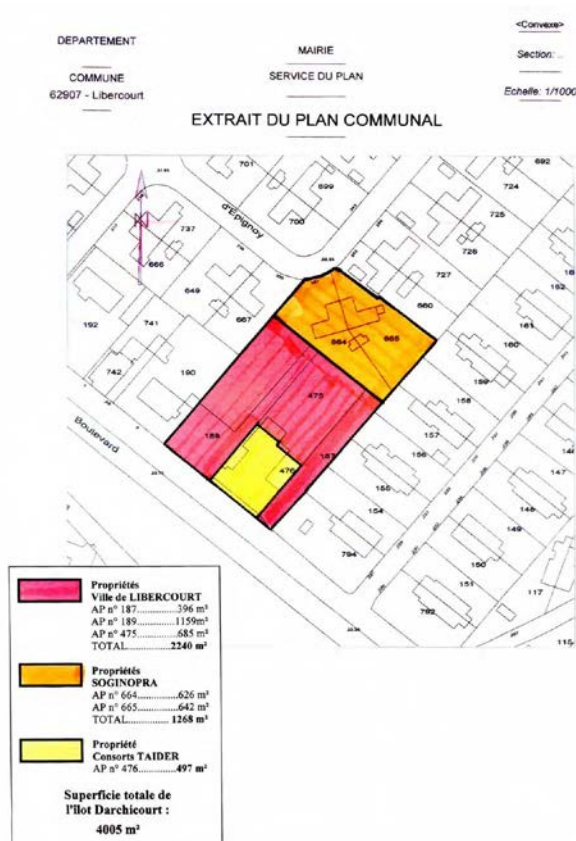 DEPARTEMENT
COMMUNE
62907 - Libercourt
MAIRIE
SERVICE DU PLAN
<Convexe>
Section: ..
Echelle: 1/1000
EXTRAIT DU PLAN COMMUNAL
701
699
700
692
724
725
726
727
d'Epignoy
737
666
649
667
660
192
741
742
190
664
665
161
160
159
158
475
189
187
476
157
156
155
154
147
148
149
150
151
794
792
117
Boulevard
Propriétés
Ville de LIBERCOURT
AP n° 187..............396 m²
AP n° 189............1159m²
AP n° 475..............685 m²
TOTAL..............2240 m²
Propriétés
SOGINOPRA
AP n° 664.............626 m²
AP n° 665.............642 m²
TOTAL.............. 1268 m²
Propriété
Consorts TAIDER
AP n° 476.............497 m²
Superficie totale de
l'îlot Darchicourt :
4005 m²